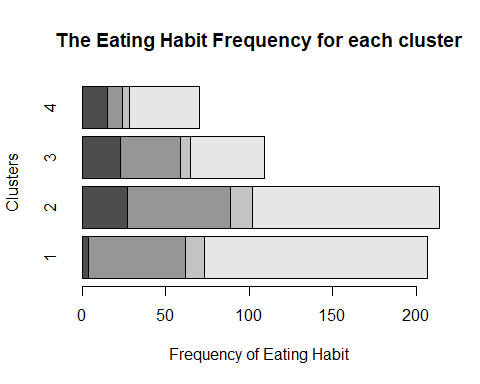 The Eating Habit Frequency for each cluster
Clusters
4
3
2
1
0 50 100 150 200
Frequency of Eating Habit